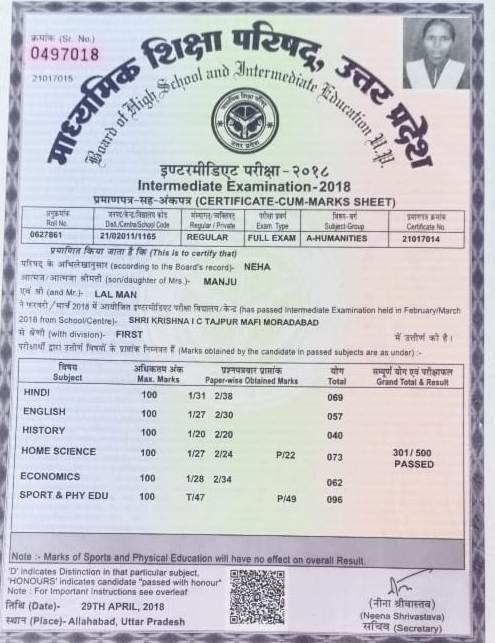 क्रमांक (Sr. No.)
0497018
21017015
माध्यमिक शिक्षा परिषद्, उत्तर प्रदेश
Board of High School and Intermediate Education U.P.
इण्टरमीडिएट परीक्षा - २०१८
Intermediate Examination - 2018
प्रमाणपत्र-सह-अंकपत्र (CERTIFICATE-CUM-MARKS SHEET)
अनुक्रमांक जनपद/केन्द्र/विद्यालय कोड संस्थागत/व्यक्तिगत परीक्षा प्रवर्ग विषय-वर्ग प्रमाणपत्र क्रमांक
Roll No. Dist./Centre/School Code Regular / Private Exam. Type Subject-Group Certificate No.
0627861 21/02011/1165 REGULAR FULL EXAM A-HUMANITIES 21017014
प्रमाणित किया जाता है कि (This is to certify that)
परिषद के अभिलेखानुसार (according to the Board's record)- NEHA
आत्मज/आत्मजा श्रीमती (son/daughter of Mrs.)- MANJU
एवं श्री (and Mr.)- LAL MAN
ने फरवरी/मार्च 2018 में आयोजित इण्टरमीडिएट परीक्षा विद्यालय/केन्द्र (has passed Intermediate Examination held in February/March
2018 from School/Centre)- SHRI KRISHNA I C TAJPUR MAFI MORADABAD
से श्रेणी (with division)- FIRST में उत्तीर्ण की है।
परीक्षार्थी द्वारा उत्तीर्ण विषयों के प्राप्तांक निम्नवत हैं (Marks obtained by the candidate in passed subjects are as under) :-
विषय अधिकतम अंक प्रश्नपत्रवार प्राप्तांक योग सम्पूर्ण योग एवं परीक्षाफल
Subject Max. Marks Paper-wise Obtained Marks Total Grand Total & Result
HINDI 100 1/31 2/38 069
ENGLISH 100 1/27 2/30 057
HISTORY 100 1/20 2/20 040
HOME SCIENCE 100 1/27 2/24 P/22 073 301/500
PASSED
ECONOMICS 100 1/28 2/34 062
SPORT & PHY EDU 100 T/47 P/49 096
Note :- Marks of Sports and Physical Education will have no effect on overall Result.
'D' indicates Distinction in that particular subject,
'HONOURS' indicates candidate "passed with honour"
Note : For Important Instructions see overleaf
तिथि (Date)- 29TH APRIL, 2018
स्थान (Place)- Allahabad, Uttar Pradesh
(नीना श्रीवास्तव)
(Neena Shrivastava)
सचिव (Secretary)